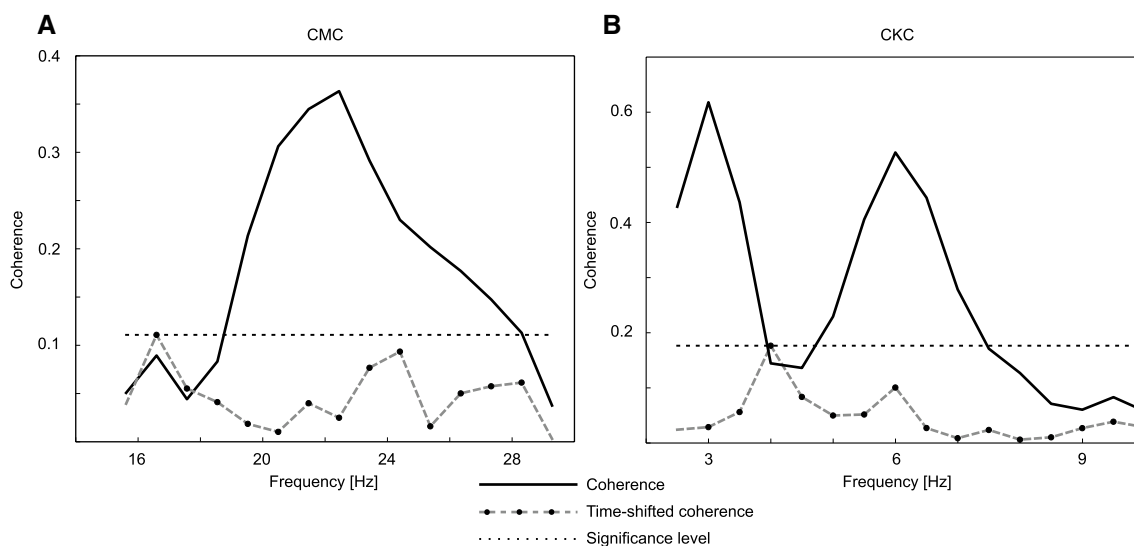 A
CMC
0.4
0.3
0.2
0.1
Coherence
16
20
24
28
Frequency [Hz]
B
CKC
0.6
0.4
0.2
Coherence
3
6
9
Frequency [Hz]
Coherence
Time-shifted coherence
Significance level